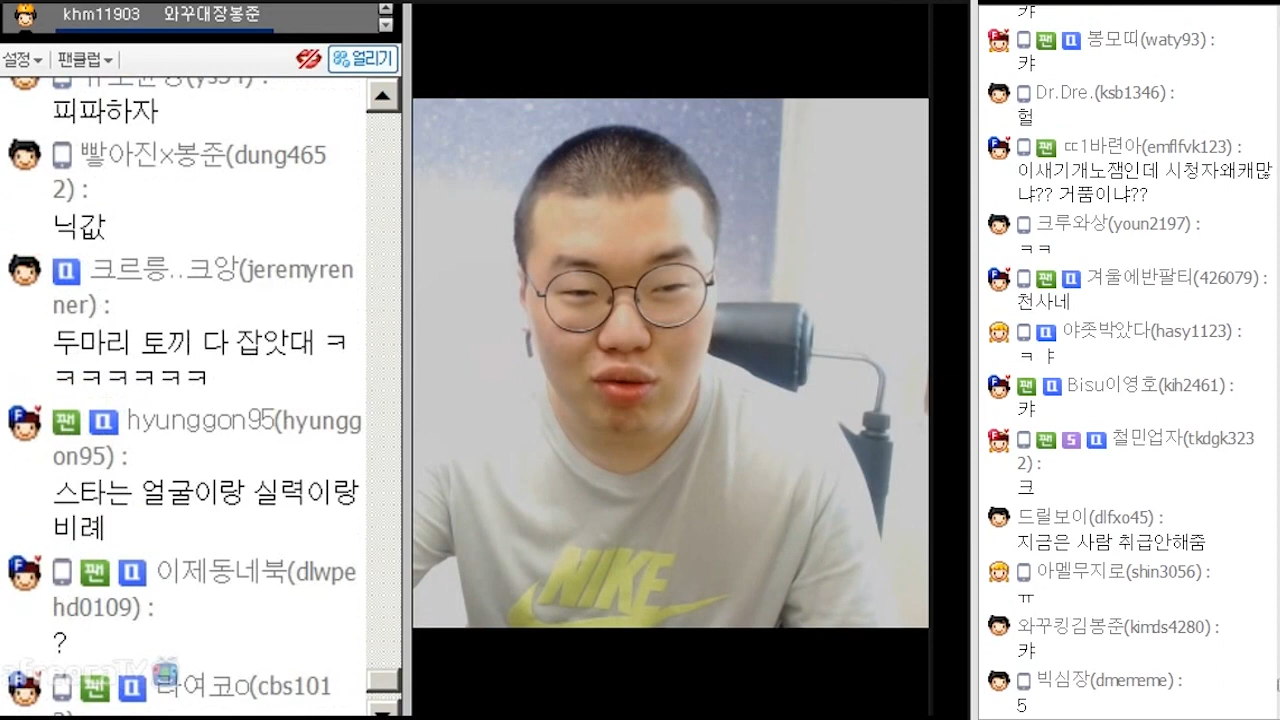 khm11903 와꾸대장봉준
설정 팬클럽 열리기
피파하자
빨아진x봉준(dung465
2) :
닉값
크르릉..크앙(jeremyren
ner) :
두마리 토끼 다 잡앗대 ㅋ
ㅋㅋㅋㅋㅋㅋ
팬 hyunggon95(hyungg
on95) :
스타는 얼굴이랑 실력이랑
비례
팬 이제동네북(dlwpe
hd0109) :
?
afreecaTV
팬
(cbs101
NIKE
캬
팬 봉모띠(waty93) :
캬
Dr.Dre.(ksb1346) :
헐
팬 ㄸ1바련아(emflfvk123) :
이새기개노잼인데 시청자왜캐많
냐?? 거품이냐??
크루와상(youn2197) :
ㅋㅋ
팬 겨울에반팔티(426079) :
천사네
야좃박았다(hasy1123) :
ㅋ ㅑ
팬 Bisu이영호(kih2461) :
캬
팬 S 철민업자(tkdgk323
2) :
크
드릴보이(dlfxo45) :
지금은 사람 취급안해줌
아멜무지로(shin3056) :
ㅠ
와꾸킹김봉준(kimds4280) :
캬
빅심장(dmememe) :
5